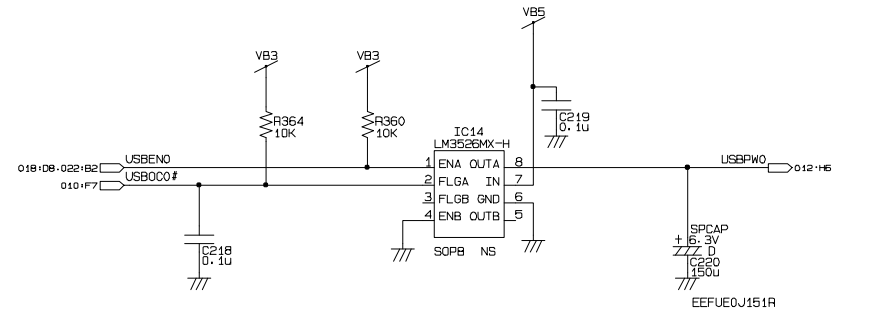 VB5
VB3
VB3
R364
10K
R360
10K
C219
0.1u
IC14
LM3526MX-H
018:D8.022:B2
USBEN0
1 ENA OUTA 8
USBPW0
012:H6
010:F7
USBOC0#
2 FLGA IN 7
3 FLGB GND 6
4 ENB OUTB 5
C218
0.1u
SOP8 NS
SPCAP
+ 6.3V
D
C220
150u
EEFUE0J151R